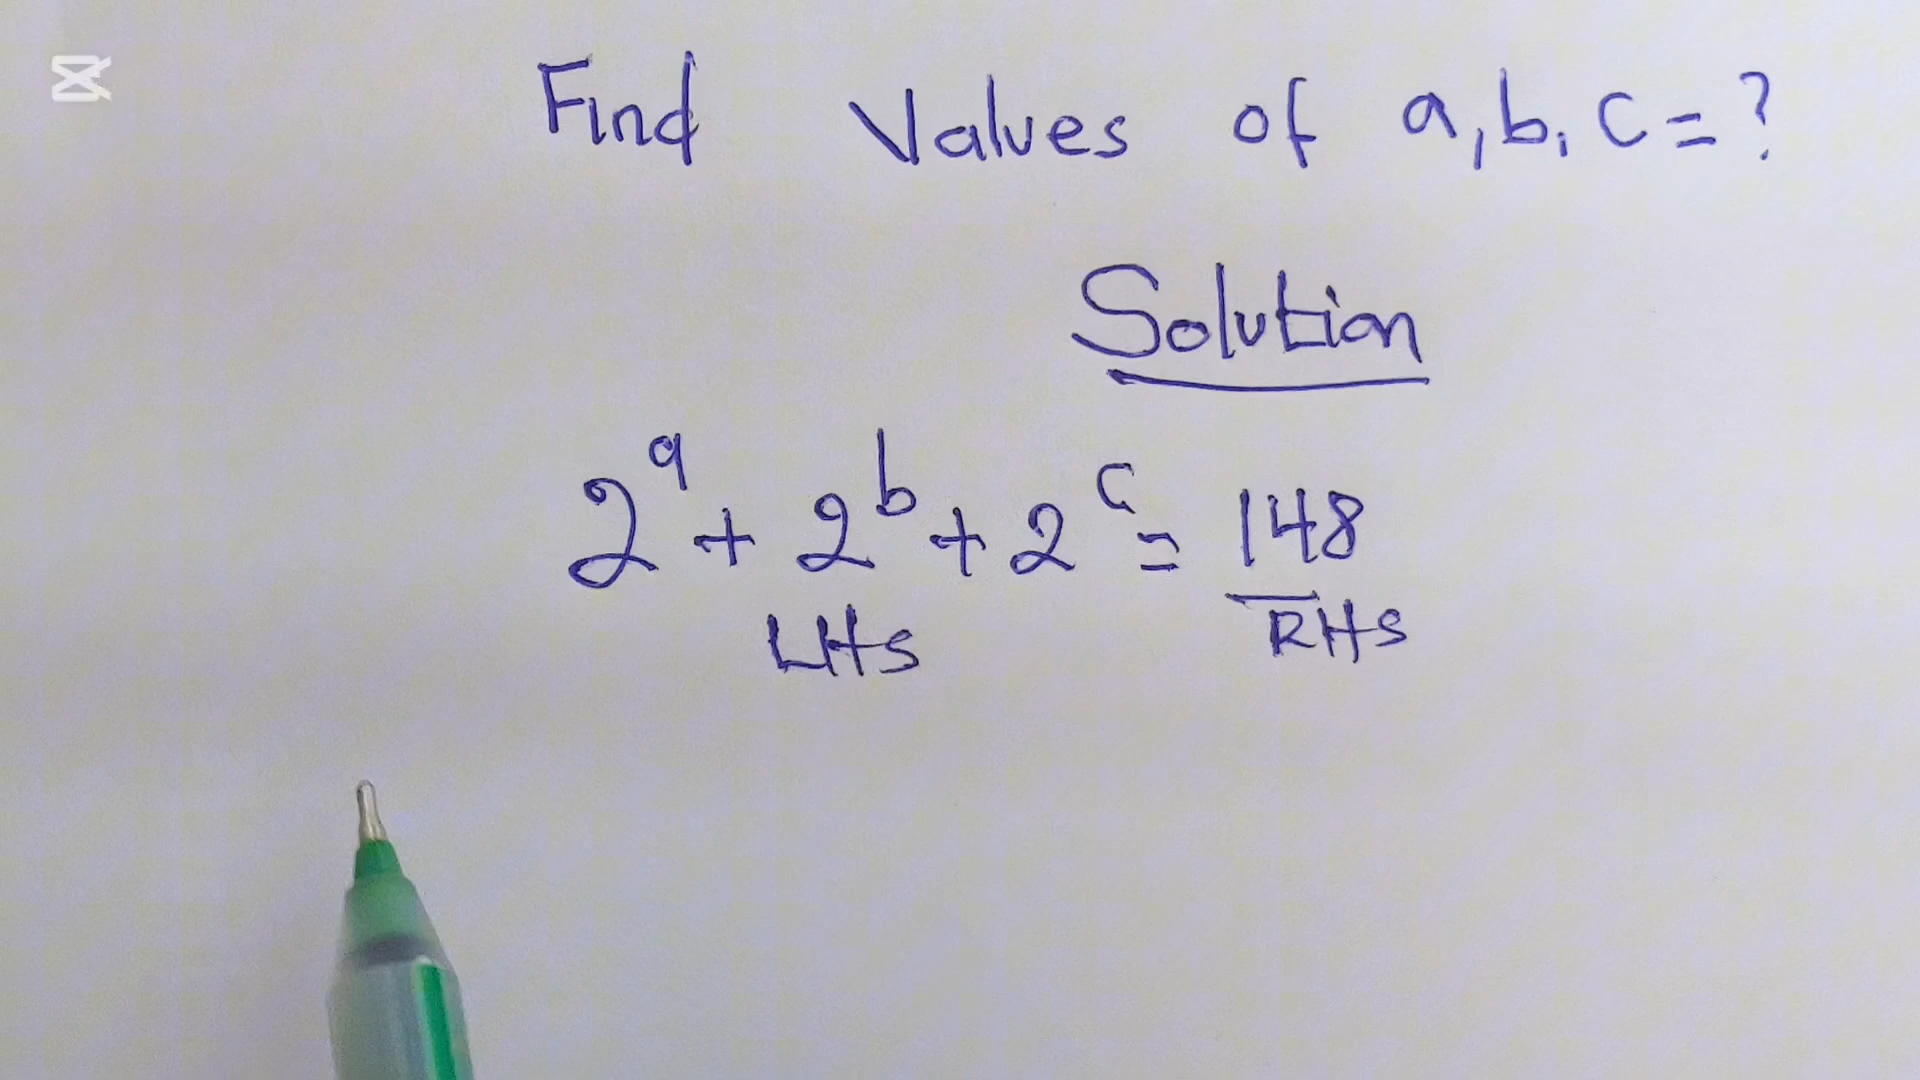 Find Values of a, b, c = ?
Solution
2^a + 2^b + 2^c = 148
LHS RHS